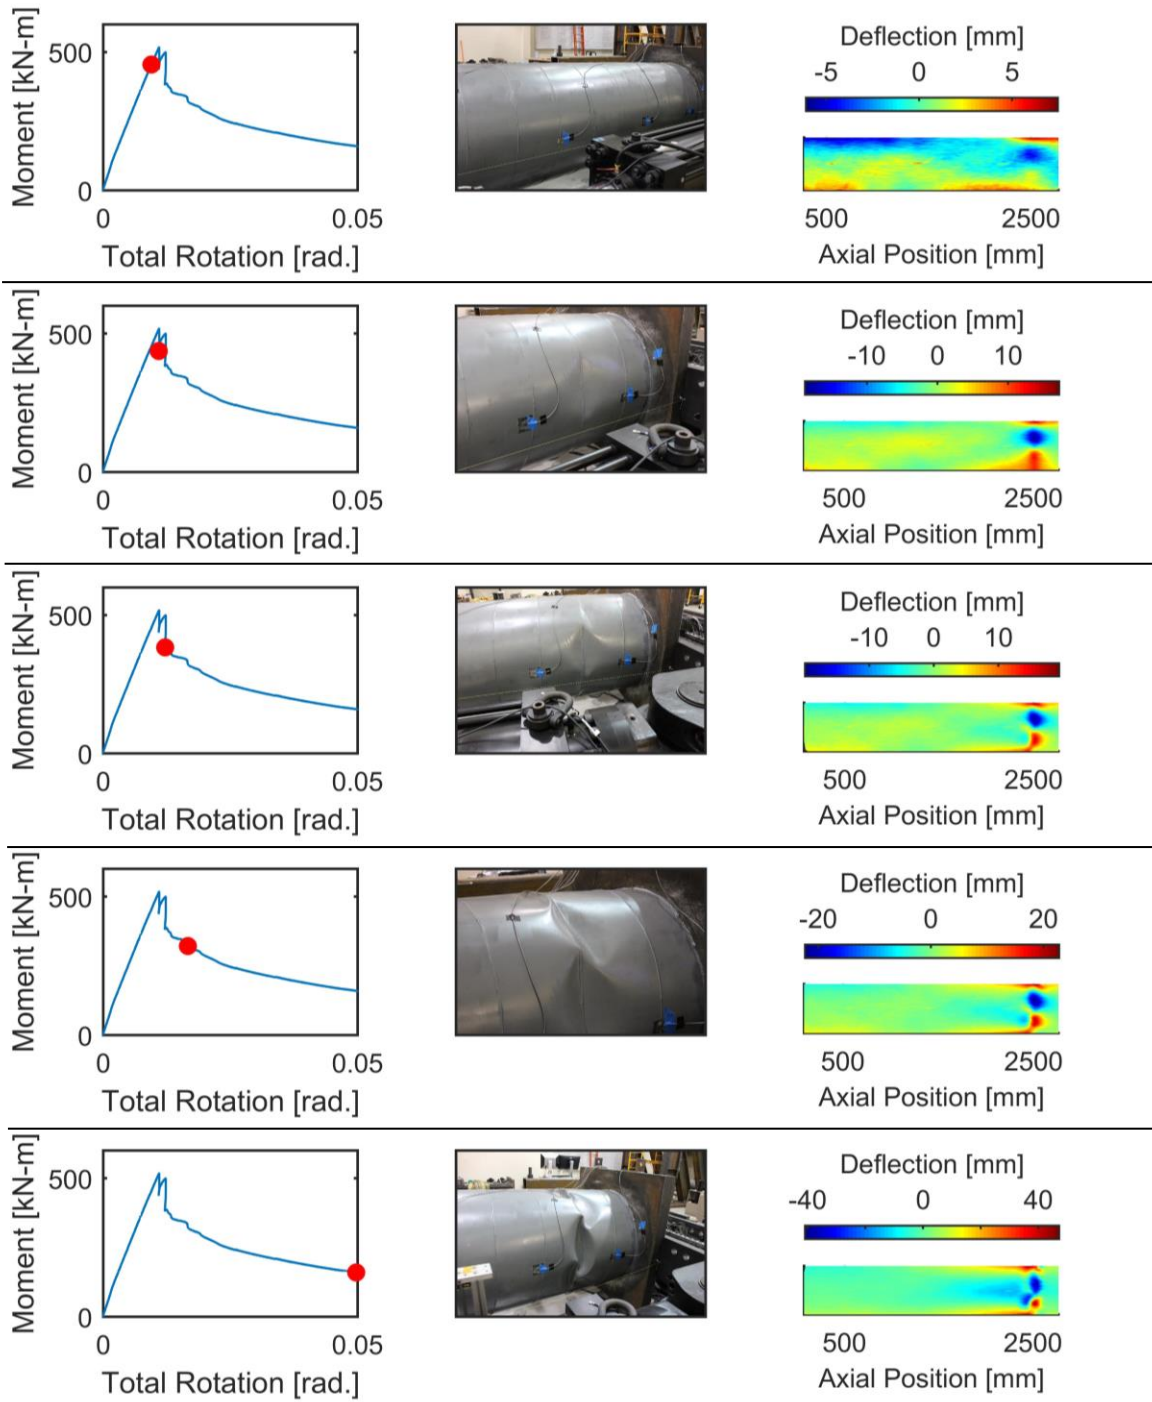 Moment [kN-m]
500
0
0 0.05
Total Rotation [rad.]
Deflection [mm]
-5 0 5
500 2500
Axial Position [mm]
Moment [kN-m]
500
0
0 0.05
Total Rotation [rad.]
Deflection [mm]
-10 0 10
500 2500
Axial Position [mm]
Moment [kN-m]
500
0
0 0.05
Total Rotation [rad.]
Deflection [mm]
-10 0 10
500 2500
Axial Position [mm]
Moment [kN-m]
500
0
0 0.05
Total Rotation [rad.]
Deflection [mm]
-20 0 20
500 2500
Axial Position [mm]
Moment [kN-m]
500
0
0 0.05
Total Rotation [rad.]
Deflection [mm]
-40 0 40
500 2500
Axial Position [mm]